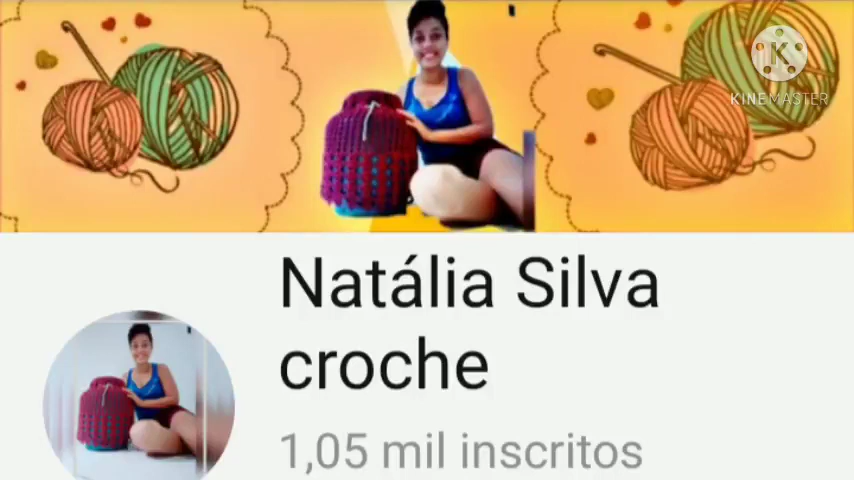 K
KINEMASTER
Natália Silva
croche
1,05 mil inscritos